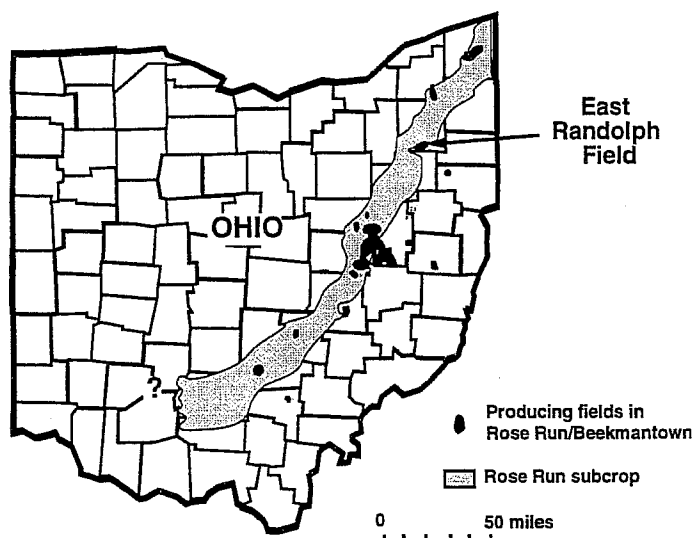 East
Randolph
Field
OHIO
?
Producing fields in
Rose Run/Beekmantown
Rose Run subcrop
0 50 miles